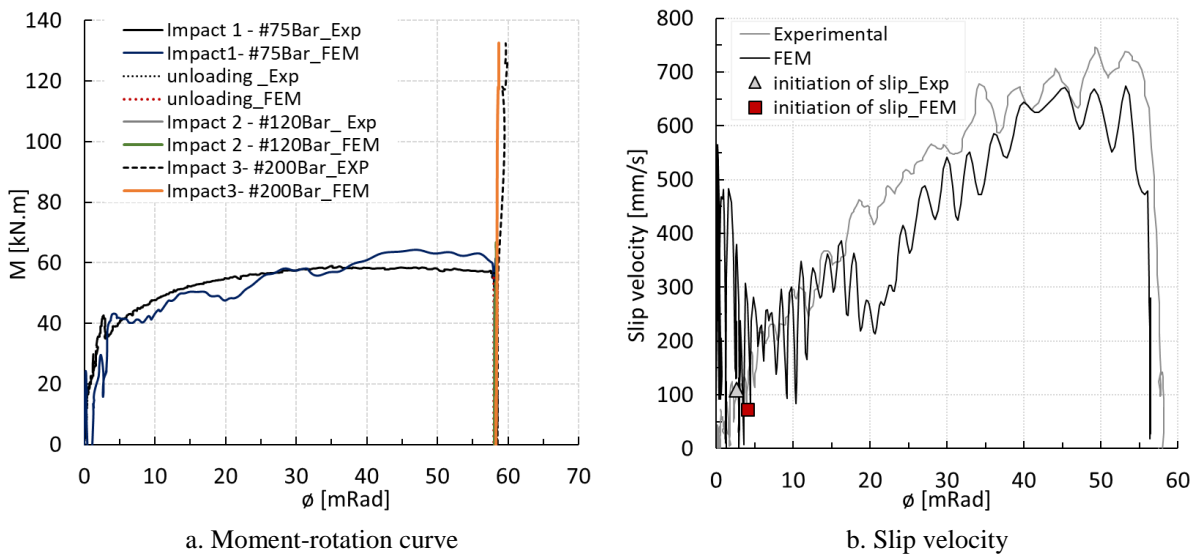 140
120
100
80
60
40
20
0
M [kN.m]
Impact 1 - #75Bar_Exp
Impact1- #75Bar_FEM
unloading _Exp
unloading_FEM
Impact 2 - #120Bar_ Exp
Impact 2 - #120Bar_FEM
Impact 3- #200Bar_EXP
Impact3- #200Bar_FEM
0 10 20 30 40 50 60 70
ø [mRad]
a. Moment-rotation curve
800
700
600
500
400
300
200
100
0
Slip velocity [mm/s]
Experimental
FEM
initiation of slip_Exp
initiation of slip_FEM
0 10 20 30 40 50 60
ø [mRad]
b. Slip velocity